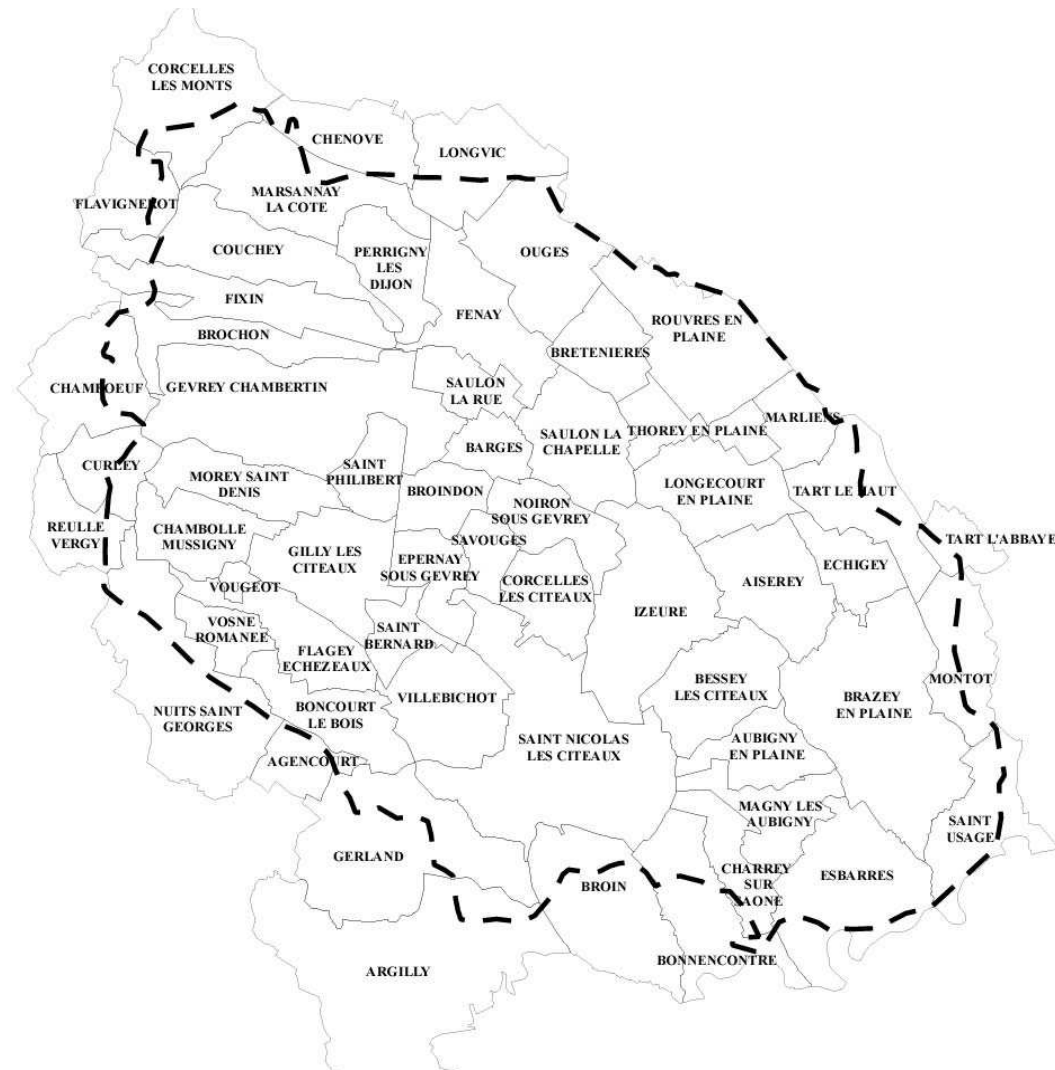 CORCELLES
LES MONTS
CHENOVE
LONGVIC
MARSANNAY
LA COTE
FLAVIGNEROT
COUCHEY
PERRIGNY
LES
DIJON
OUGES
FIXIN
FENAY
ROUVRES EN
PLAINE
BROCHON
BRETENIERES
CHAMBOEUF
GEVREY CHAMBERTIN
SAULON
LA RUE
MARLIENS
THOREY EN PLAINE
SAULON LA
CHAPELLE
BARGES
CURLEY
MOREY SAINT
DENIS
SAINT
PHILIBERT
BROINDON
LONGECOURT
EN PLAINE
TART LE HAUT
NOIRON
SOUS GEVREY
REULLE
VERGY
CHAMBOLLE
MUSSIGNY
SAVOUGES
TART L'ABBAYE
GILLY LES
CITEAUX
EPERNAY
SOUS GEVREY
CORCELLES
LES CITEAUX
AISEREY
ECHIGEY
VOUGEOT
IZEURE
VOSNE
ROMANEE
SAINT
BERNARD
FLAGEY
ECHEZEAUX
BESSEY
LES CITEAUX
MONTOT
VILLEBICHOT
BRAZEY
EN PLAINE
NUITS SAINT
GEORGES
BONCOURT
LE BOIS
SAINT NICOLAS
LES CITEAUX
AUBIGNY
EN PLAINE
AGENCOURT
MAGNY LES
AUBIGNY
SAINT
USAGE
GERLAND
CHARREY
SUR
SAONE
ESBARRES
BROIN
BONNENCONTRE
ARGILLY